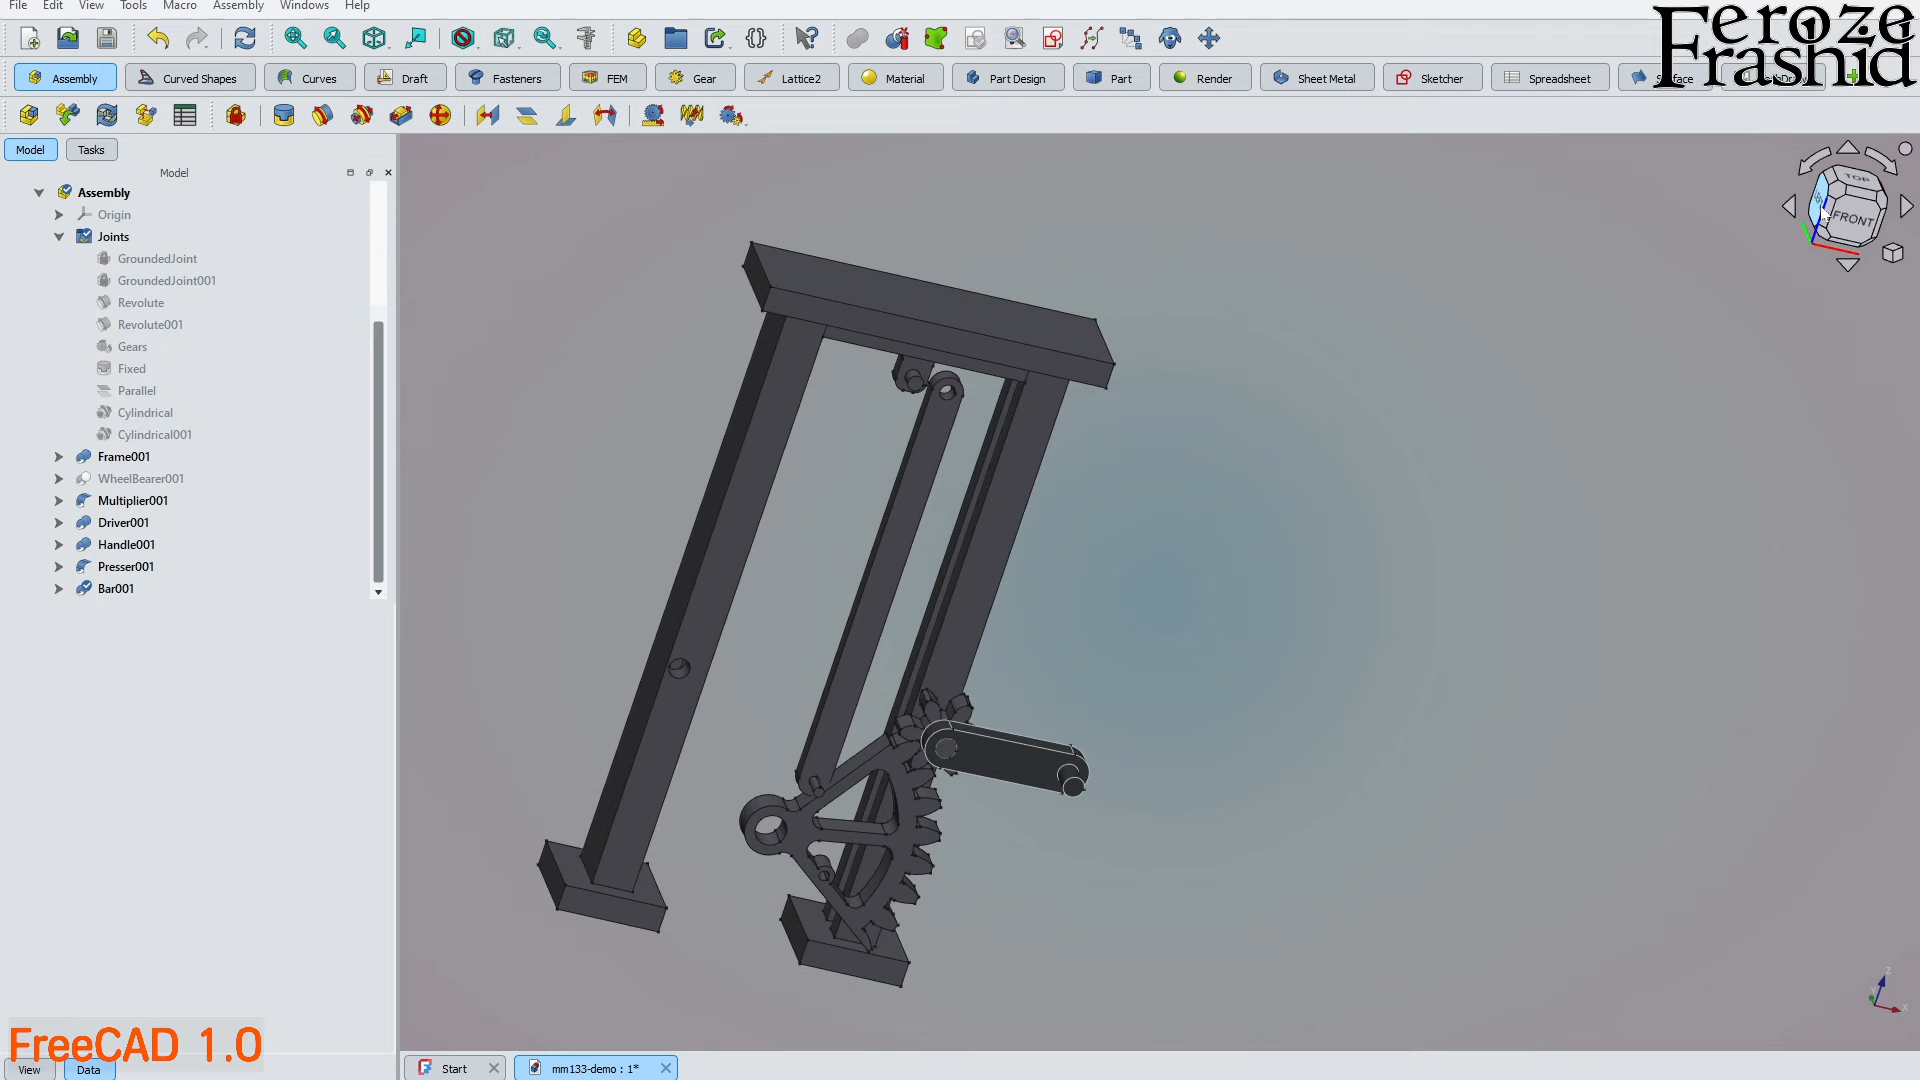 File Edit View Tools Macro Assembly Windows Help
Feroze Frashid
Assembly Curved Shapes Curves Draft Fasteners FEM Gear Lattice2 Material Part Design Part Render Sheet Metal Sketcher Spreadsheet
Model Tasks
Model
Assembly
Origin
Joints
GroundedJoint
GroundedJoint001
Revolute
Revolute001
Gears
Fixed
Parallel
Cylindrical
Cylindrical001
Frame001
WheelBearer001
Multiplier001
Driver001
Handle001
Presser001
Bar001
TOP
FRONT
Z
X
FreeCAD 1.0
View Data
Start
mm133-demo : 1*